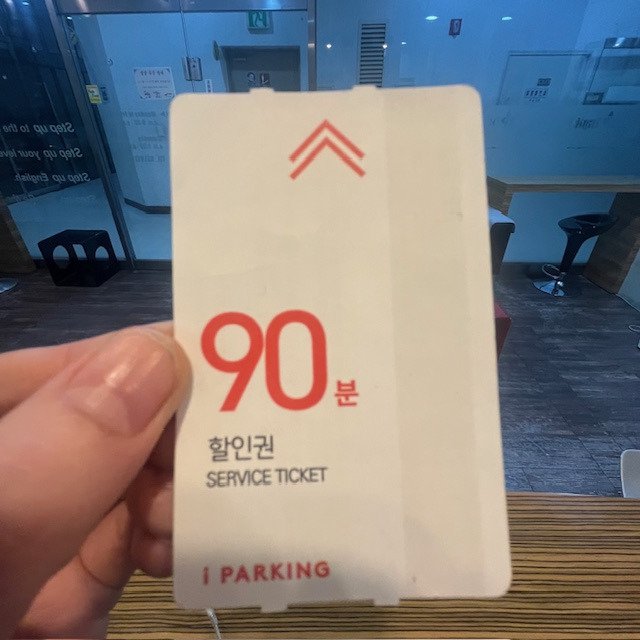 90분
할인권
SERVICE TICKET
i PARKING
Step up to the
Step up your leve
Step up English